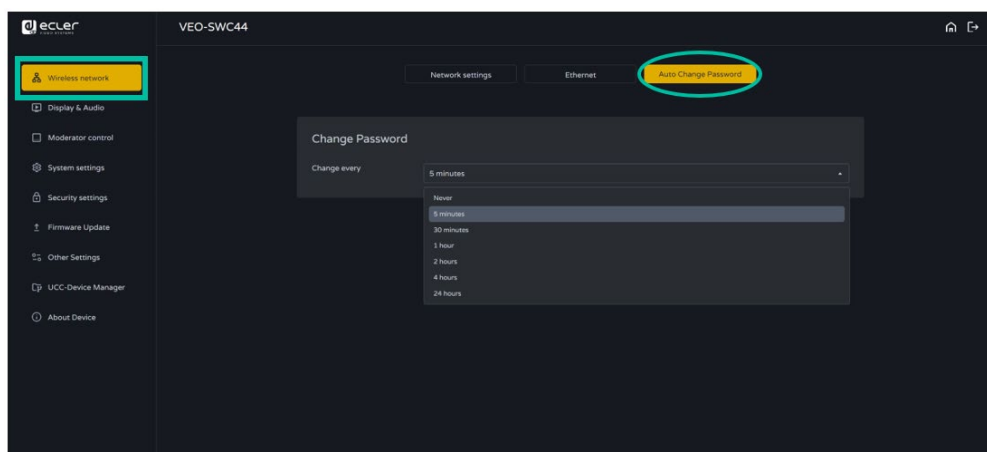 ecler
VIDEO SYSTEMS
VEO-SWC44
Wireless network
Display & Audio
Moderator control
System settings
Security settings
Firmware Update
Other Settings
UCC-Device Manager
About Device
Network settings
Ethernet
Auto Change Password
Change Password
Change every
5 minutes
Never
5 minutes
30 minutes
1 hour
2 hours
4 hours
24 hours